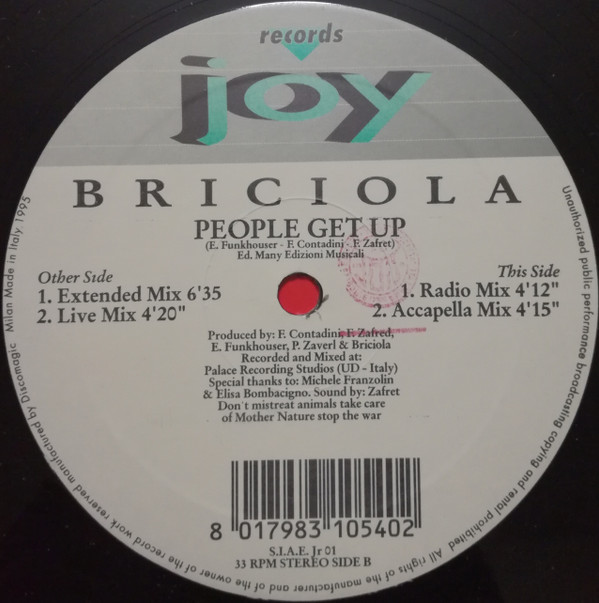 records
joy
BRICIOLA
PEOPLE GET UP
(E. Funkhouser - F. Contadini - F. Zafret)
Ed. Many Edizioni Musicali
Other Side
1. Extended Mix 6'35
2. Live Mix 4'20"
This Side
1. Radio Mix 4'12"
2. Accapella Mix 4'15"
Produced by: F. Contadini, F. Zafred,
E. Funkhouser, P. Zaverl & Briciola
Recorded and Mixed at:
Palace Recording Studios (UD - Italy)
Special thanks to: Michele Franzolin
& Elisa Bombacigno. Sound by: Zafret
Don't mistreat animals take care
of Mother Nature stop the war
8 017983 105402
S.I.A.E. Jr 01
33 RPM STEREO SIDE B
Unauthorized public performance broadcasting copying and rental prohibited. All rights of the manufacturer and of the owner of the record work reserved manufactured by Discomagic Milan Made in Italy 1995